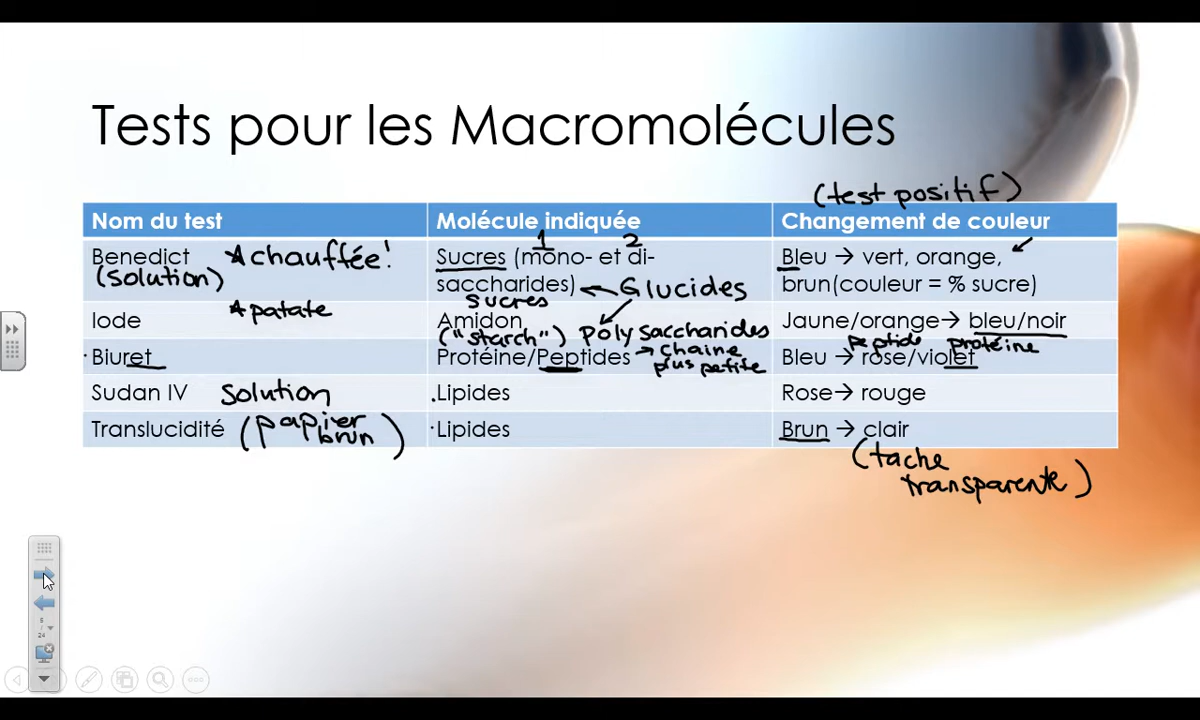 Tests pour les Macromolécules
(test positif)
Nom du test
Molécule indiquée
Changement de couleur
Benedict
chauffée!
(solution)
1 2
Sucres (mono- et di-
saccharides)
Glucides
Bleu → vert, orange,
brun(couleur = % sucre)
Iode
patate
sucres
Amidon
("starch")
polysaccharides
Jaune/orange→ bleu/noir
Biuret
Protéine/Peptides → chaine
plus petite
peptide protéine
Bleu → rose/violet
Sudan IV
solution
Lipides
Rose→ rouge
Translucidité
(papier
brun)
Lipides
Brun → clair
(tache
transparente)
6
/
24